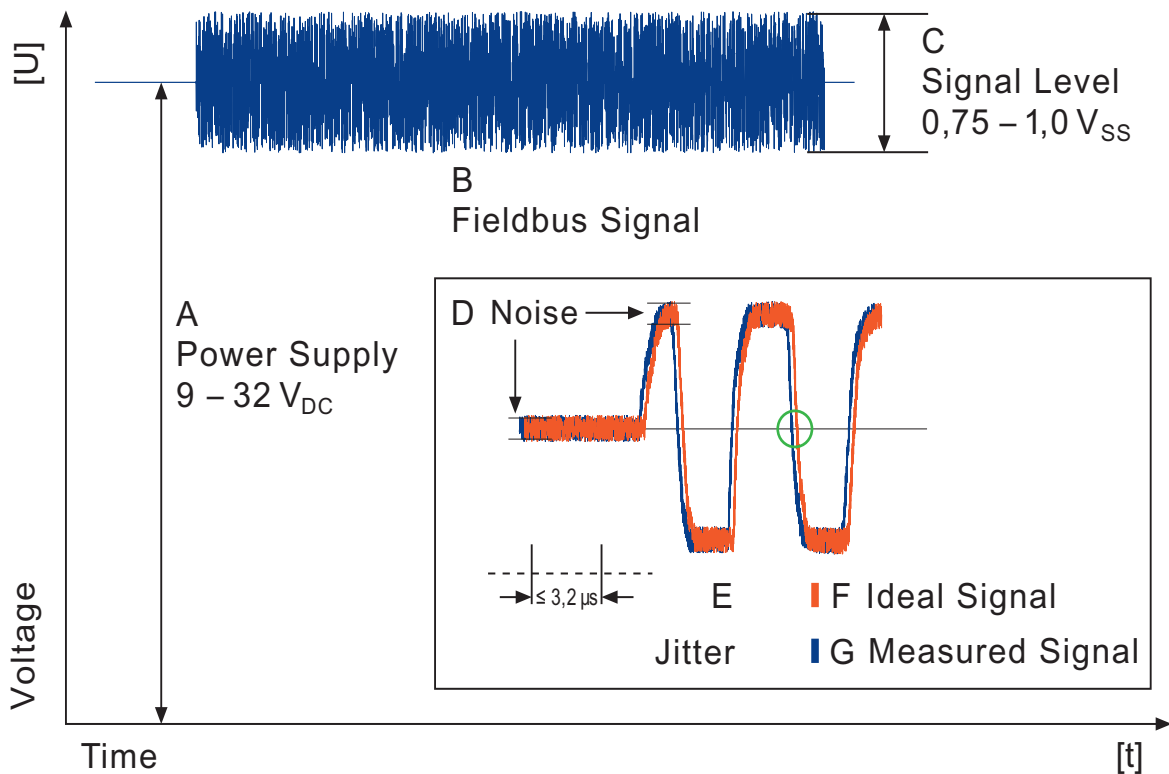 [U]
C
Signal Level
0,75 – 1,0 VSS
B
Fieldbus Signal
A
Power Supply
9 – 32 VDC
D Noise
≤ 3,2 µs
E
Jitter
F Ideal Signal
G Measured Signal
Voltage
Time
[t]